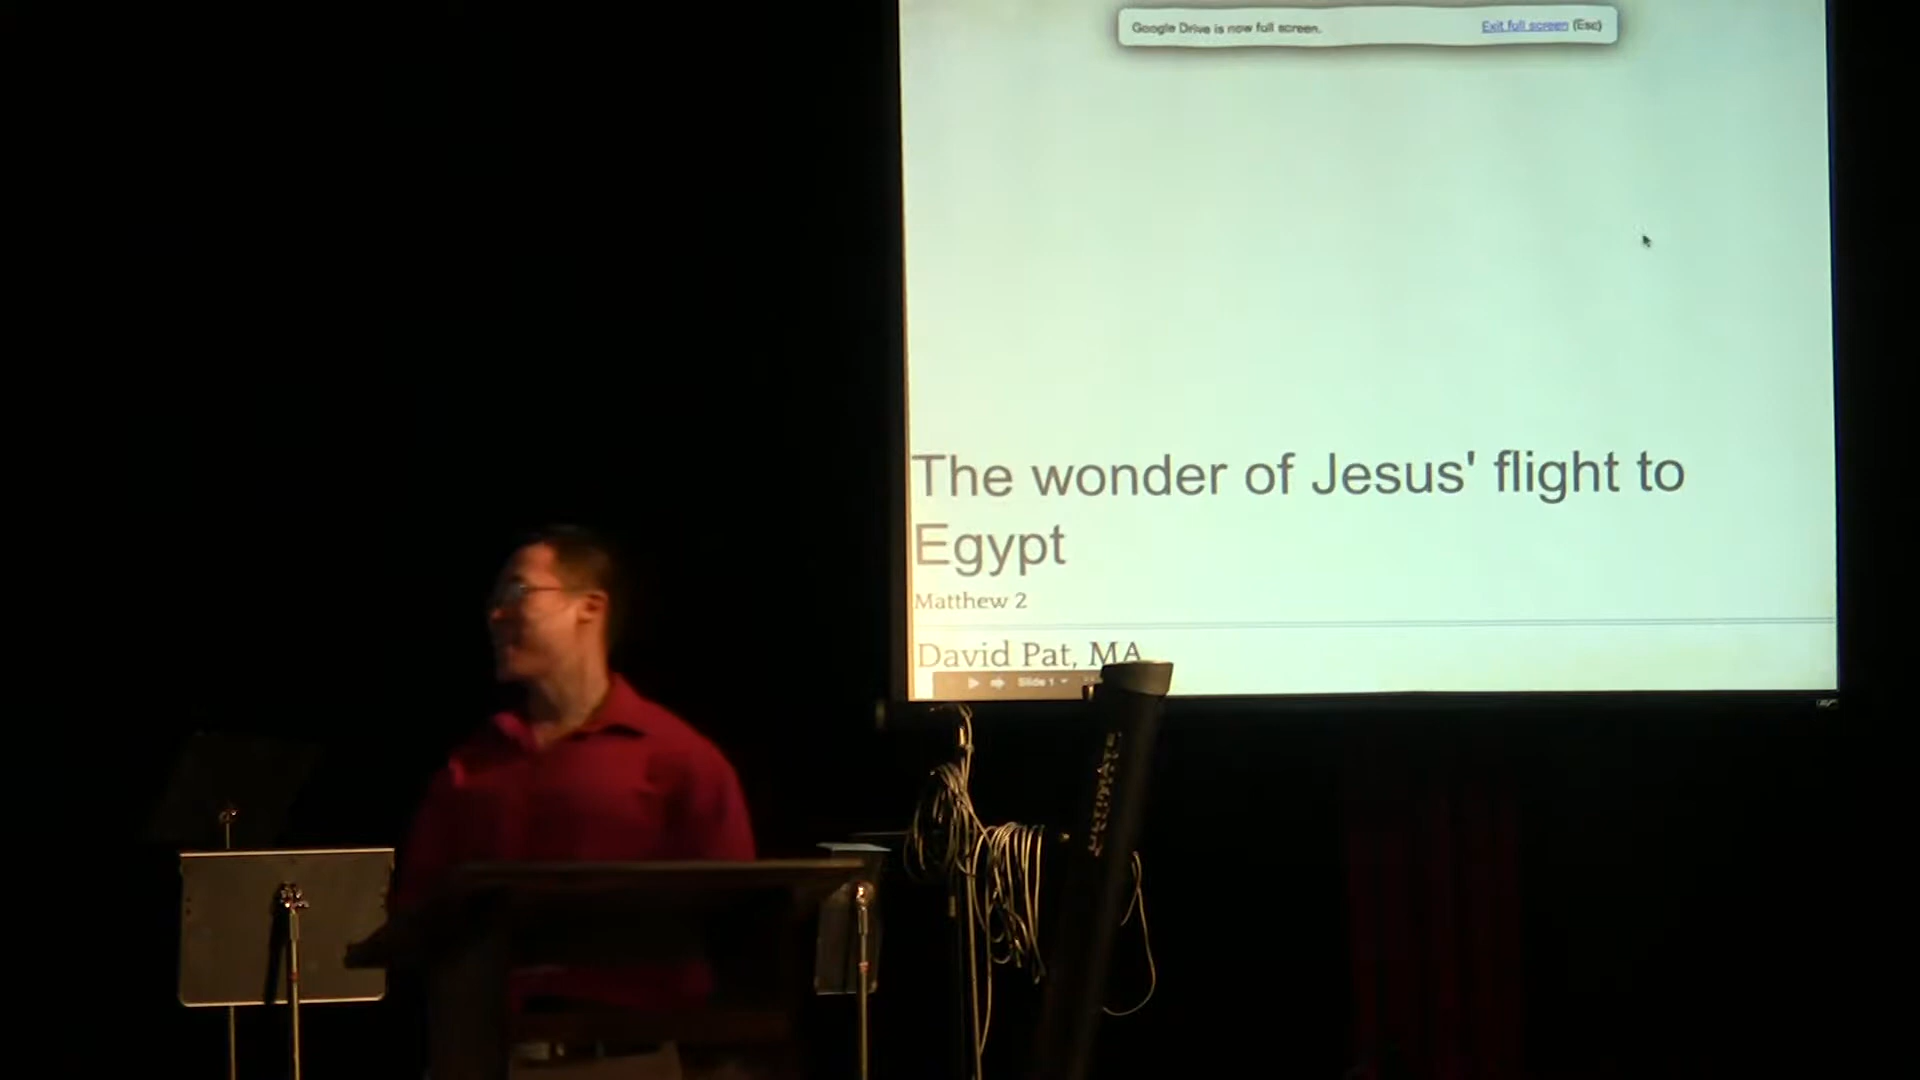 Google Drive is now full screen. Exit full screen (Esc)
The wonder of Jesus' flight to
Egypt
Matthew 2
David Pat, MA
Slide 1
ULTIMATE